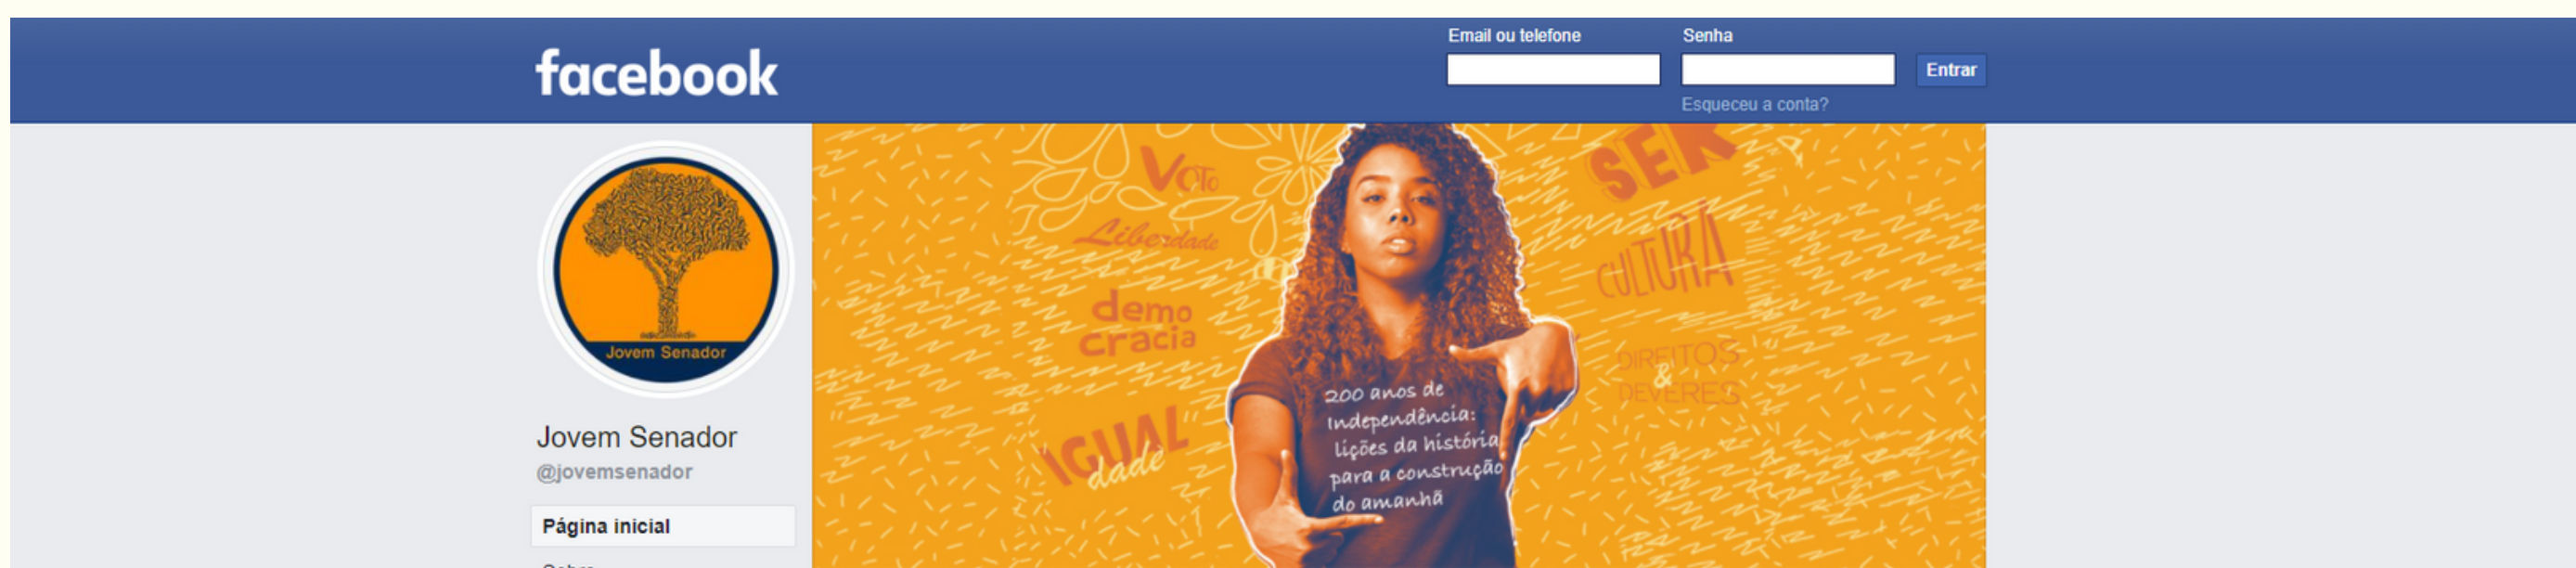 facebook
Email ou telefone
Senha
Entrar
Esqueceu a conta?
Jovem Senador
Jovem Senador
@jovemsenador
Página inicial
Voto
Liberdade
demo
cracia
IGUAL
dade
SER
CULTURA
DIREITOS
&
DEVERES
200 anos de
Independência:
lições da história
para a construção
do amanhã